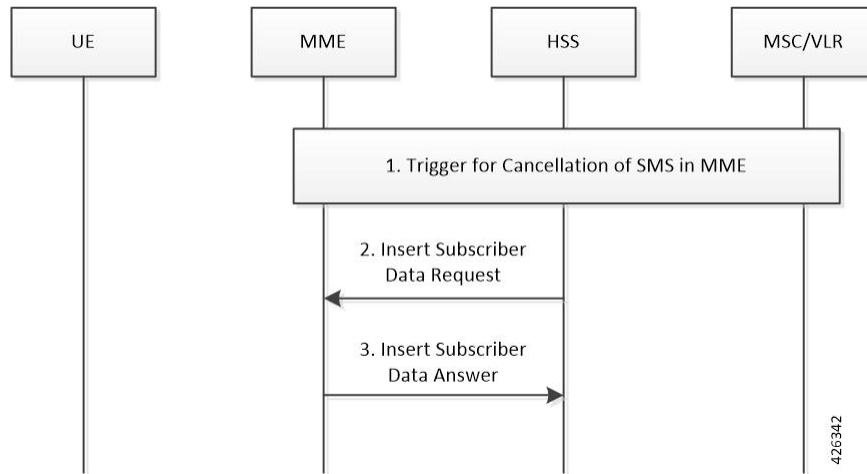 UE
MME
HSS
MSC/VLR
1. Trigger for Cancellation of SMS in MME
2. Insert Subscriber
Data Request
3. Insert Subscriber
Data Answer
426342